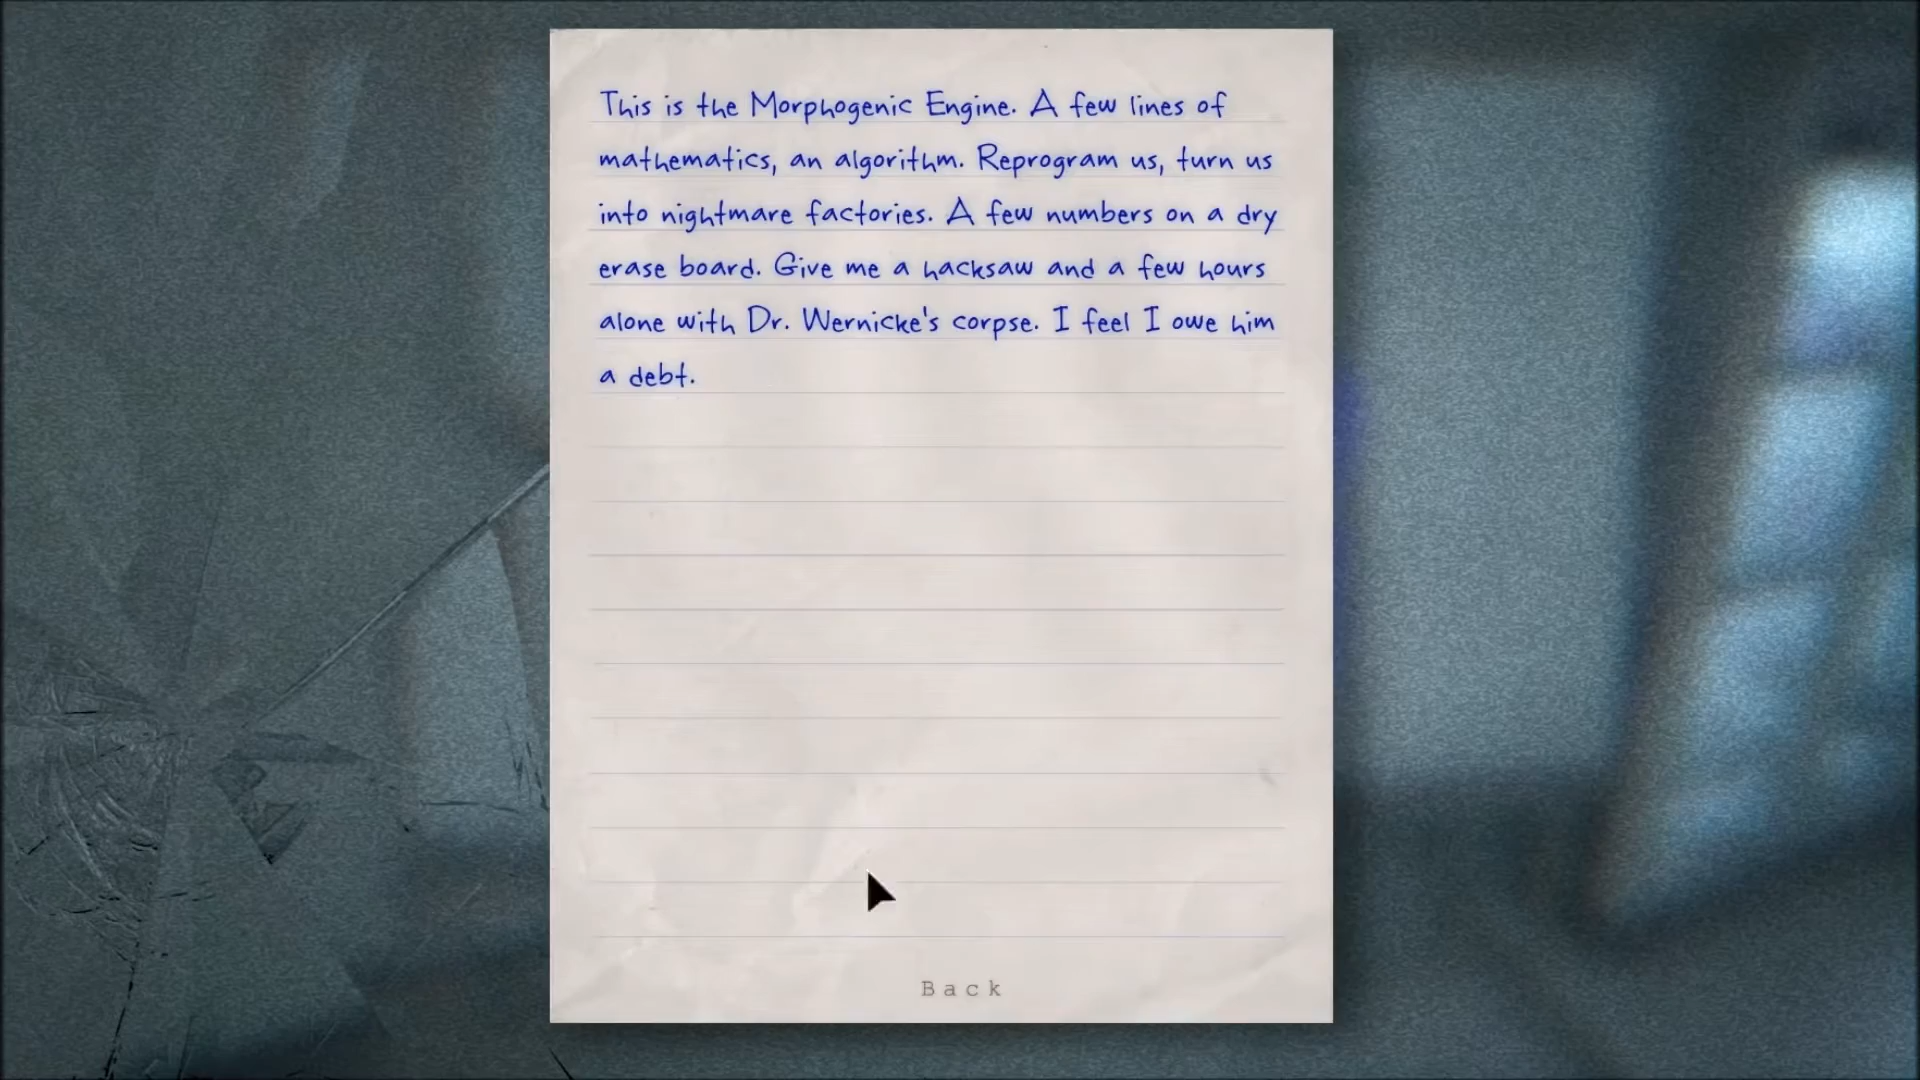 This is the Morphogenic Engine. A few lines of
mathematics, an algorithm. Reprogram us, turn us
into nightmare factories. A few numbers on a dry
erase board. Give me a hacksaw and a few hours
alone with Dr. Wernicke's corpse. I feel I owe him
a debt.
Back